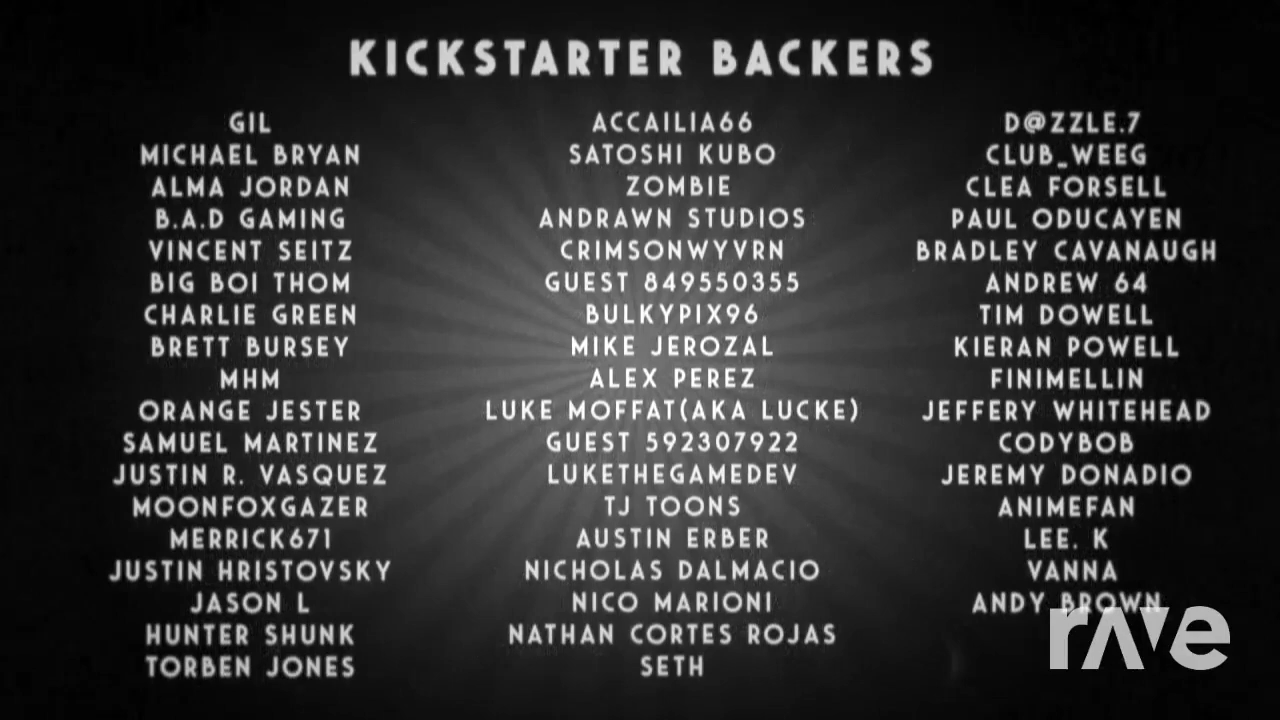 KICKSTARTER BACKERS
GIL
MICHAEL BRYAN
ALMA JORDAN
B.A.D GAMING
VINCENT SEITZ
BIG BOI THOM
CHARLIE GREEN
BRETT BURSEY
MHM
ORANGE JESTER
SAMUEL MARTINEZ
JUSTIN R. VASQUEZ
MOONFOXGAZER
MERRICK671
JUSTIN HRISTOVSKY
JASON L
HUNTER SHUNK
TORBEN JONES
ACCAILIA66
SATOSHI KUBO
ZOMBIE
ANDRAWN STUDIOS
CRIMSONWYVRN
GUEST 849550355
BULKYPIX96
MIKE JEROZAL
ALEX PEREZ
LUKE MOFFAT(AKA LUCKE)
GUEST 592307922
LUKETHEGAMEDEV
TJ TOONS
AUSTIN ERBER
NICHOLAS DALMACIO
NICO MARIONI
NATHAN CORTES ROJAS
SETH
D@ZZLE.7
CLUB_WEEG
CLEA FORSELL
PAUL ODUCAYEN
BRADLEY CAVANAUGH
ANDREW 64
TIM DOWELL
KIERAN POWELL
FINIMELLIN
JEFFERY WHITEHEAD
CODYBOB
JEREMY DONADIO
ANIMEFAN
LEE. K
VANNA
ANDY BROWN
rave